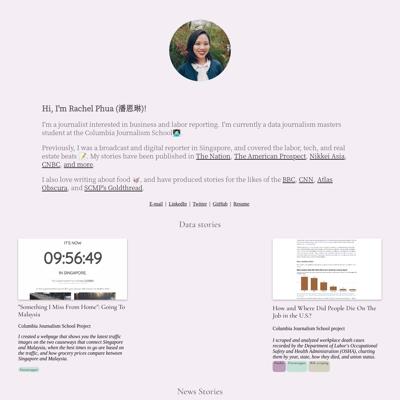 Hi, I'm Rachel Phua (潘恩琳)!
I'm a journalist interested in business and labor reporting. I'm currently a data journalism masters
student at the Columbia Journalism School
Previously, I was a broadcast and digital reporter in Singapore, and covered the labor, tech, and real
estate beats. My stories have been published in The Nation, The American Prospect, Nikkei Asia,
CNBC, and more.
I also love writing about food, and have produced stories for the likes of the BBC, CNN, Atlas
Obscura, and SCMP's Goldthread.
E-mail | LinkedIn | Twitter | GitHub | Resume
Data stories
IT'S NOW
09:56:49
IN SINGAPORE.
"Something I Miss From Home": Going To
Malaysia
Columbia Journalism School Project
I created a webpage that shows you the latest traffic
images on the two causeways that connect Singapore
and Malaysia, when the best times to go are based on
the traffic, and how grocery prices compare between
Singapore and Malaysia.
How and Where Did People Die On The
Job in the U.S.?
Columbia Journalism School project
I scraped and analyzed workplace death cases
recorded by the Department of Labor's Occupational
Safety and Health Administration (OSHA), charting
them by year, state, how they died, and union status.
News Stories